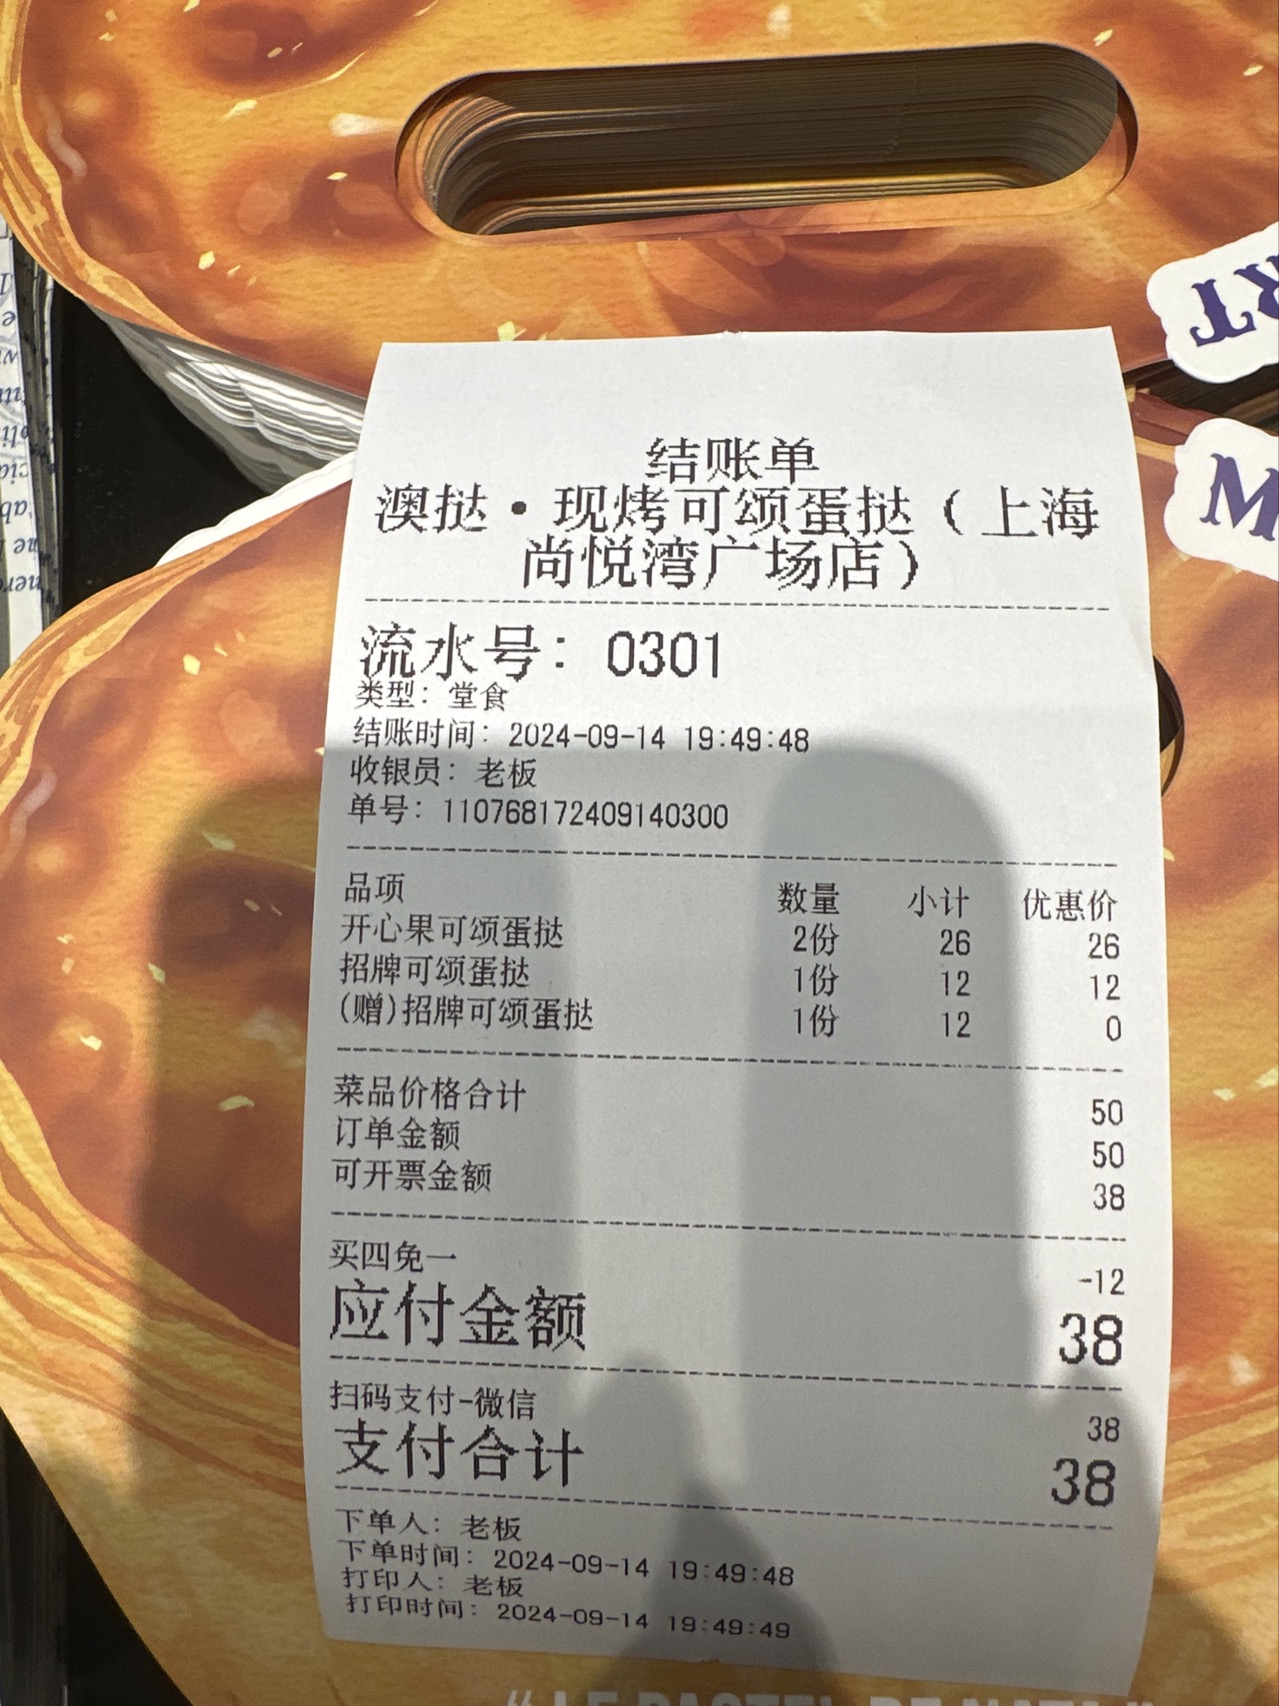 结账单
澳挞·现烤可颂蛋挞（上海
尚悦湾广场店）
流水号：0301
类型：堂食
结账时间：2024-09-14 19:49:48
收银员：老板
单号：110768172409140300
品项 数量 小计 优惠价
开心果可颂蛋挞 2份 26 26
招牌可颂蛋挞 1份 12 12
(赠)招牌可颂蛋挞 1份 12 0
菜品价格合计 50
订单金额 50
可开票金额 38
买四免一 -12
应付金额 38
扫码支付-微信 38
支付合计 38
下单人：老板
下单时间：2024-09-14 19:49:48
打印人：老板
打印时间：2024-09-14 19:49:49